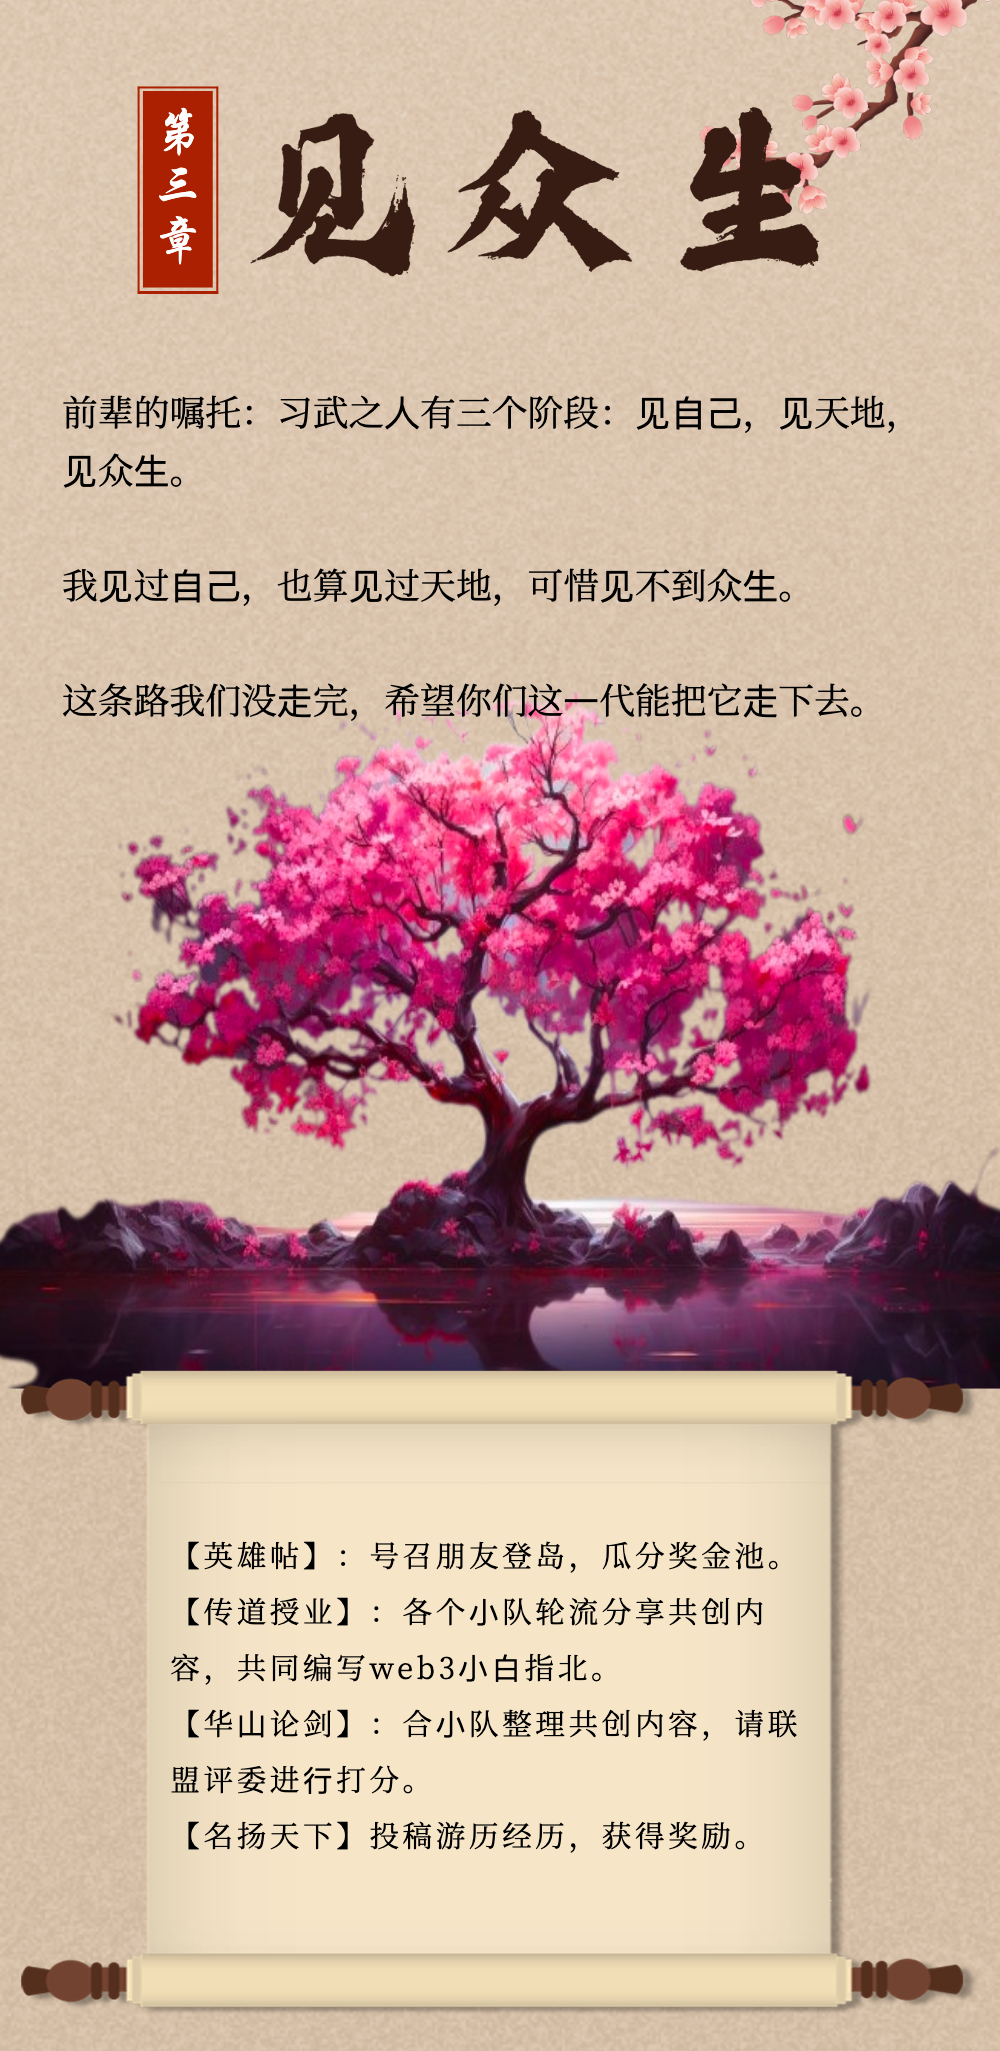 第三章
见众生
前辈的嘱托：习武之人有三个阶段：见自己，见天地，
见众生。
我见过自己，也算见过天地，可惜见不到众生。
这条路我们没走完，希望你们这一代能把它走下去。
【英雄帖】：号召朋友登岛，瓜分奖金池。
【传道授业】：各个小队轮流分享共创内
容，共同编写web3小白指北。
【华山论剑】：合小队整理共创内容，请联
盟评委进行打分。
【名扬天下】投稿游历经历，获得奖励。